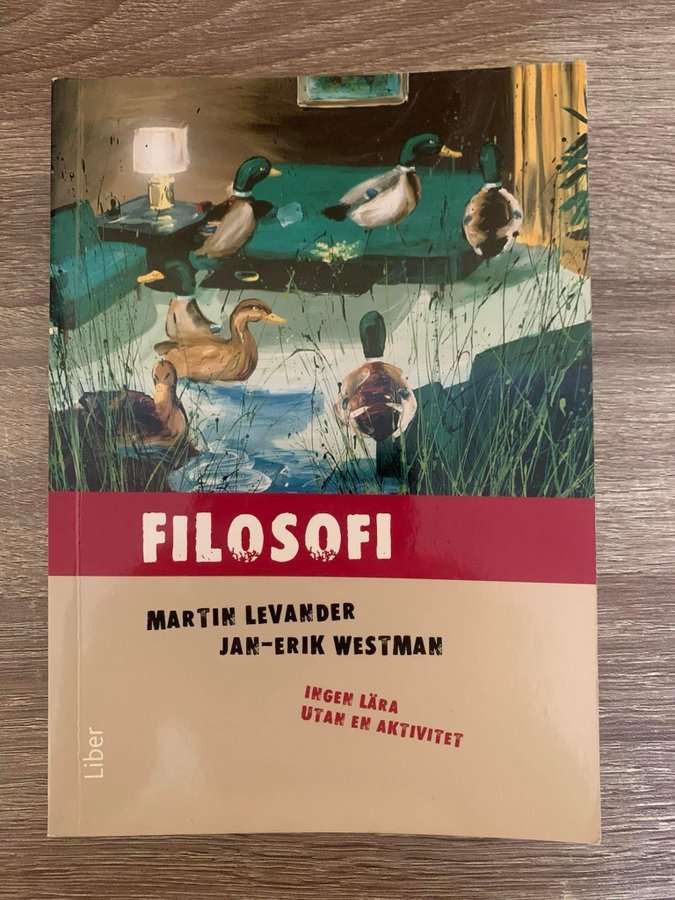 FILOSOFI
MARTIN LEVANDER
JAN-ERIK WESTMAN
INGEN LÄRA
UTAN EN AKTIVITET
Liber